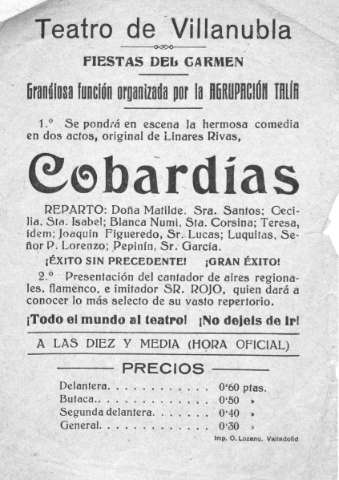 Teatro de Villanubla
FIESTAS DEL CARMEN
Grandiosa función organizada por la AGRUPACIÓN TALÍA
1.º Se pondrá en escena la hermosa comedia
en dos actos, original de Linares Rivas,
Cobardías
REPARTO: Doña Matilde. Sra. Santos; Ceci-
lia. Sta. Isabel; Blanca Numi, Sta. Corsina; Teresa,
idem; Joaquin Figueredo, Sr. Lucas; Luquitas, Se-
ñor P. Lorenzo; Pepinín, Sr. García.
¡ÉXITO SIN PRECEDENTE! ¡GRAN ÉXITO!
2.º Presentación del cantador de aires regiona-
les, flamenco, e imitador SR. ROJO, quien dará a
conocer lo más selecto de su vasto repertorio.
¡Todo el mundo al teatro! ¡No dejeis de ir!
A LAS DIEZ Y MEDIA (HORA OFICIAL)
PRECIOS
Delantera. . . . . . . . . . . 0'60 ptas.
Butaca. . . . . . . . . . . . 0'50 »
Segunda delantera. . . . . . . 0'40 »
General. . . . . . . . . . . . 0'30 »
Imp. O. Lozano, Valladolid